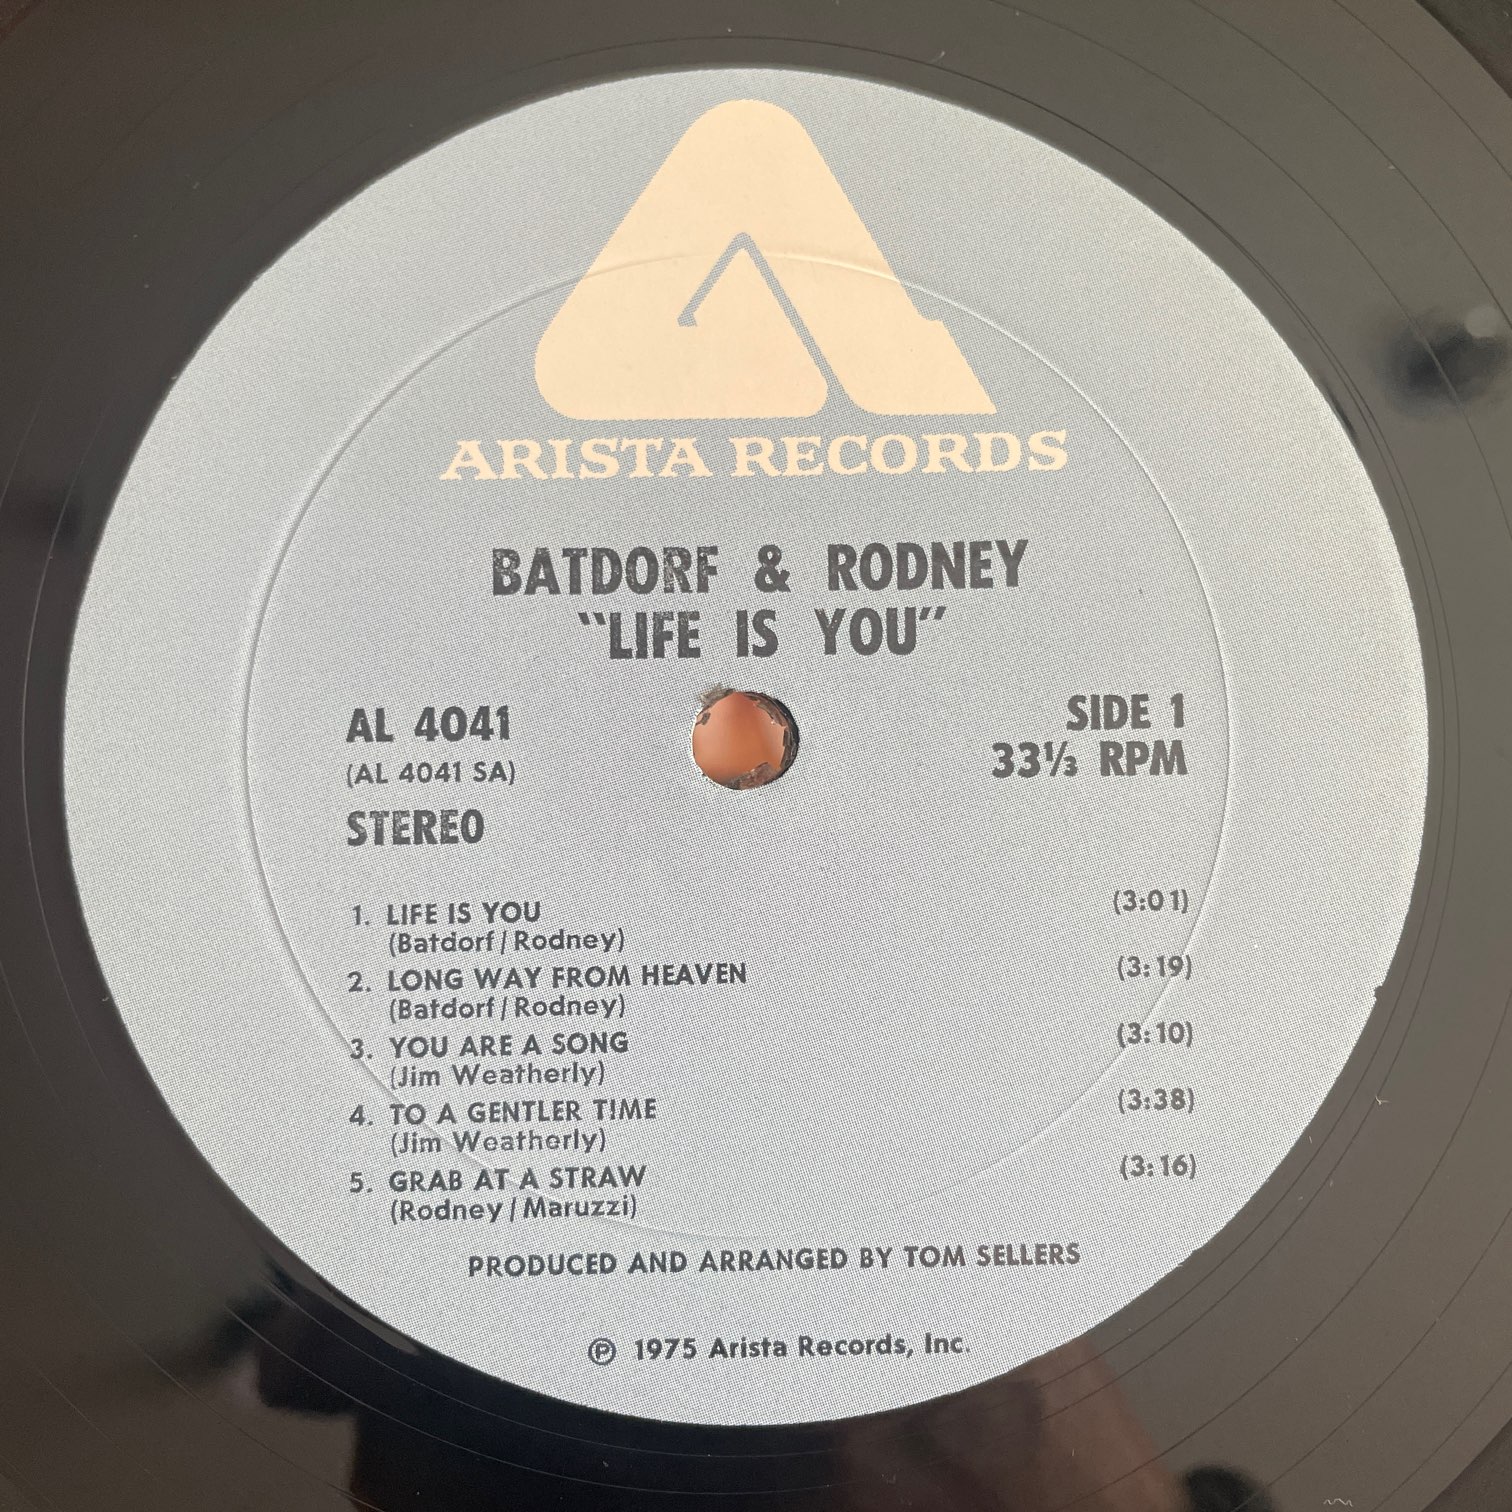 ARISTA RECORDS
BATDORF & RODNEY
"LIFE IS YOU"
AL 4041
(AL 4041 SA)
STEREO
SIDE 1
33⅓ RPM
1. LIFE IS YOU (3:01)
(Batdorf/Rodney)
2. LONG WAY FROM HEAVEN (3:19)
(Batdorf/Rodney)
3. YOU ARE A SONG (3:10)
(Jim Weatherly)
4. TO A GENTLER TIME (3:38)
(Jim Weatherly)
5. GRAB AT A STRAW (3:16)
(Rodney/Maruzzi)
PRODUCED AND ARRANGED BY TOM SELLERS
℗ 1975 Arista Records, Inc.